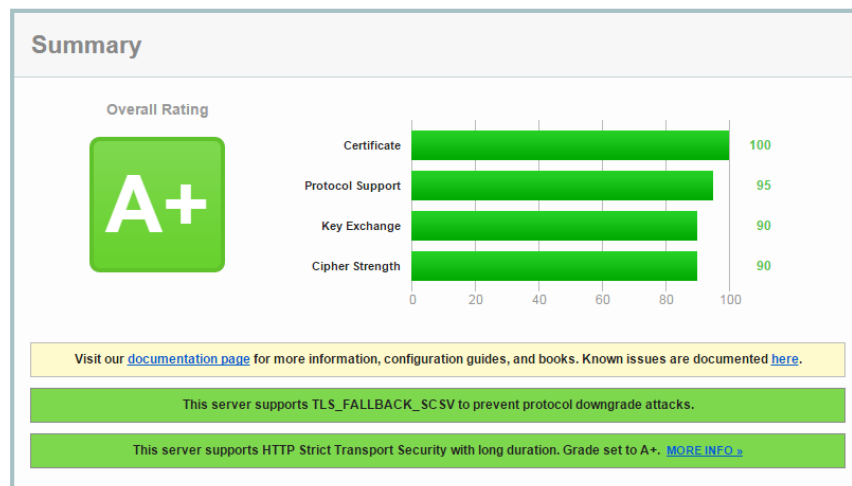 Summary
Overall Rating
A+
Certificate 100
Protocol Support 95
Key Exchange 90
Cipher Strength 90
0 20 40 60 80 100
Visit our documentation page for more information, configuration guides, and books. Known issues are documented here.
This server supports TLS_FALLBACK_SCSV to prevent protocol downgrade attacks.
This server supports HTTP Strict Transport Security with long duration. Grade set to A+. MORE INFO »